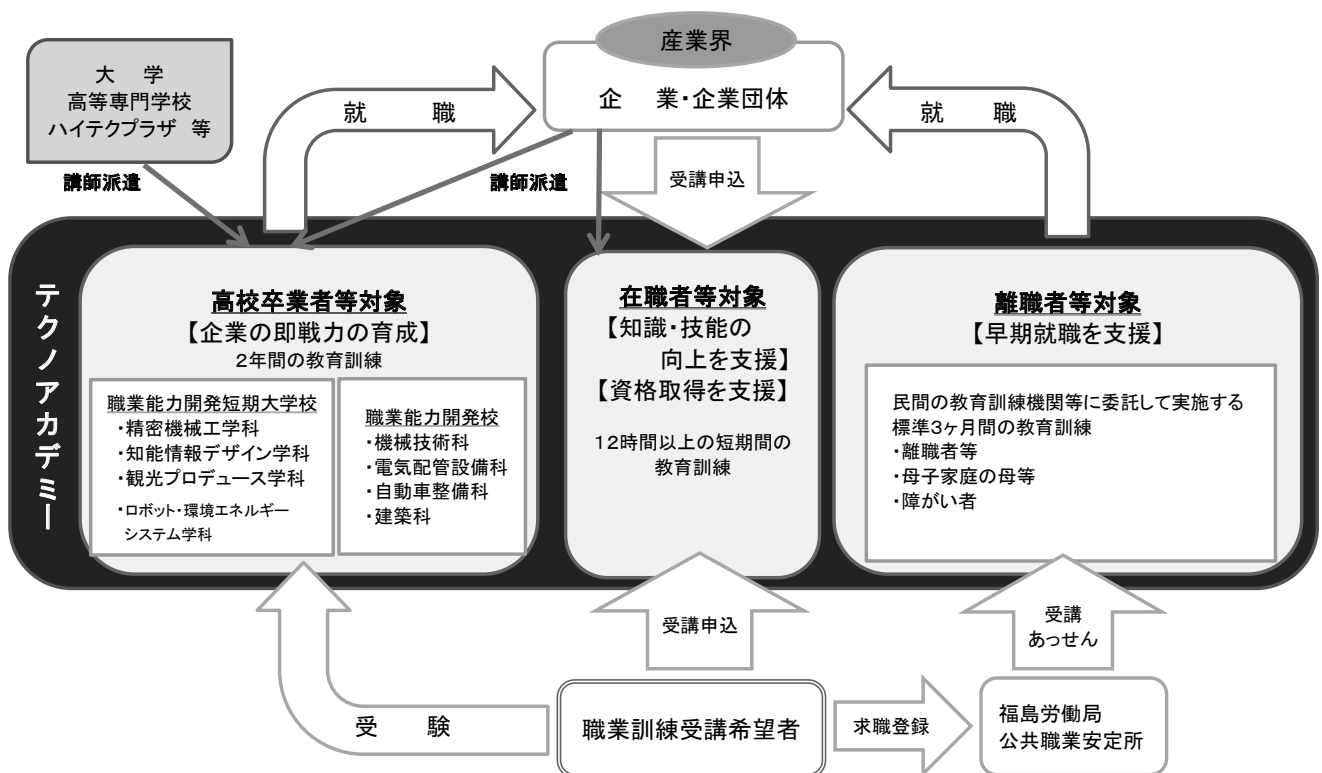 産業界
企　業・企業団体
大　学
高等専門学校
ハイテクプラザ 等
就　職
就　職
講師派遣
講師派遣
受講申込
テクノアカデミー
高校卒業者等対象
【企業の即戦力の育成】
２年間の教育訓練
職業能力開発短期大学校
・精密機械工学科
・知能情報デザイン学科
・観光プロデュース学科
・ロボット・環境エネルギー
システム学科
職業能力開発校
・機械技術科
・電気配管設備科
・自動車整備科
・建築科
在職者等対象
【知識・技能の
向上を支援】
【資格取得を支援】
１２時間以上の短期間の
教育訓練
離職者等対象
【早期就職を支援】
民間の教育訓練機関等に委託して実施する
標準３ヶ月間の教育訓練
・離職者等
・母子家庭の母等
・障がい者
受講申込
受講
あっせん
受　験
職業訓練受講希望者
求職登録
福島労働局
公共職業安定所